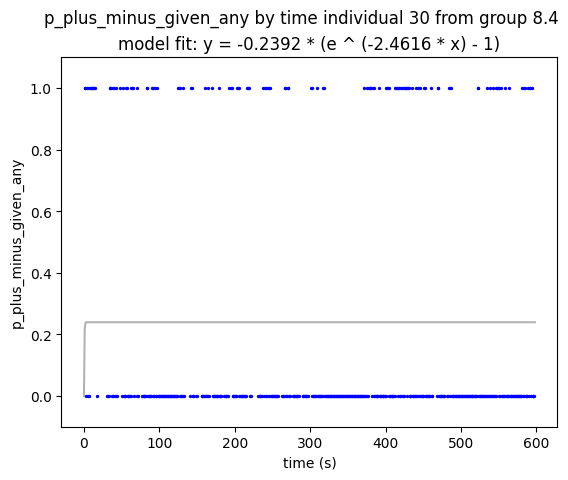 p_plus_minus_given_any by time individual 30 from group 8.4
model fit: y = -0.2392 * (e ^ (-2.4616 * x) - 1)
1.0
0.8
0.6
0.4
0.2
0.0
p_plus_minus_given_any
0 100 200 300 400 500 600
time (s)